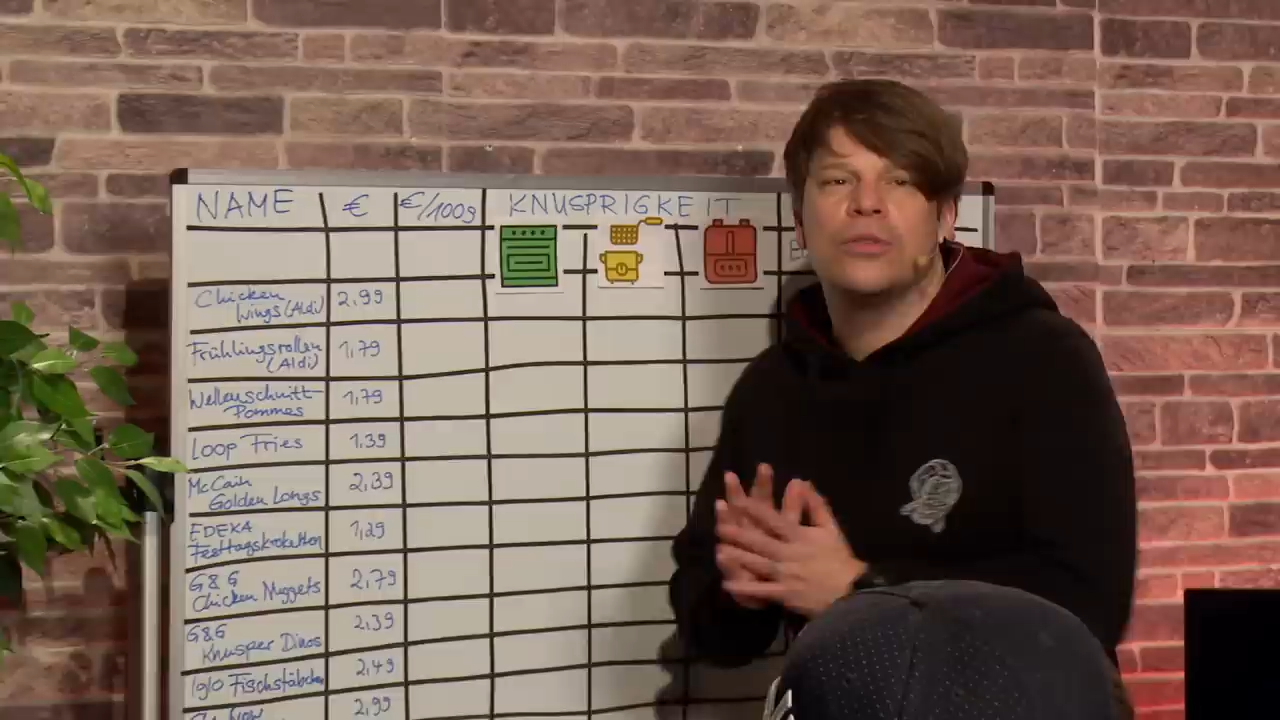 NAME € €/100g KNUSPRIGKEIT
Chicken
Wings (Aldi) 2,99
Frühlingsrollen
(Aldi) 1,79
Wellenschnitt
Pommes 1,79
Loop Fries 1,39
McCain
Golden Longs 2,39
EDEKA
Festtagskroketten 1,29
G&G
Chicken Nuggets 2,79
G&G
Knusper Dinos 2,39
Iglo Fischstäbchen 2,49
2,99